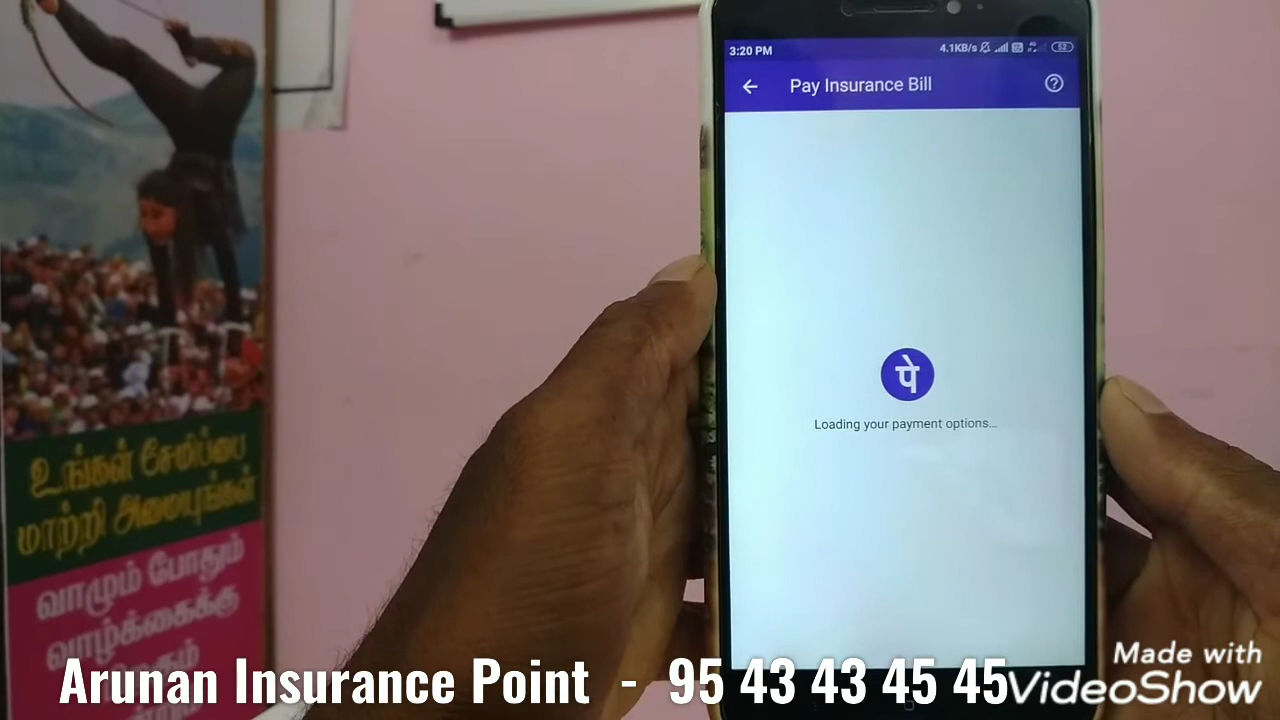 3:20 PM
4.1KB/s
52
Pay Insurance Bill
பே
Loading your payment options...
உங்கள் சேமிப்பை
மாற்றி அமையுங்கள்
வாழும் போதும்
வாழ்க்கைக்கு
Arunan Insurance Point - 95 43 43 45 45
Made with
VideoShow